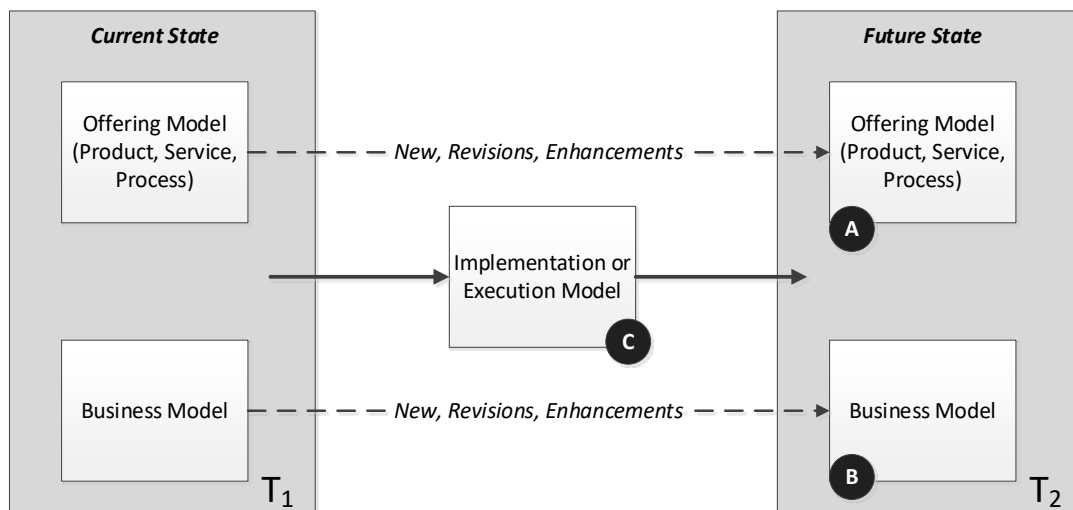 Current State
Future State
Offering Model
(Product, Service,
Process)
New, Revisions, Enhancements
Offering Model
(Product, Service,
Process)
A
Implementation or
Execution Model
C
Business Model
New, Revisions, Enhancements
Business Model
B
T1
T2